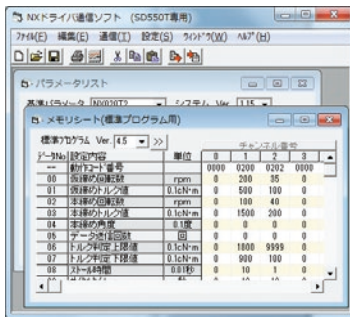 NXドライバ通信ソフト (SD550T専用)
ファイル(F) 編集(E) 通信(T) 設定(S) ウィンドウ(W) ヘルプ(H)
パラメータリスト
基準パラメータ NX020T2 システム Ver. 1.15
メモリシート(標準プログラム用)
標準プログラム Ver. 4.5 >>
チャンネル番号
データNo 設定内容 単位 0 1 2 3
-- 動作コード番号 0000 0200 0202 0000
00 仮締め回転数 rpm 0 200 35 0
01 仮締めトルク値 0.1cN·m 0 500 100 0
02 本締め回転数 rpm 0 100 40 0
03 本締めトルク値 0.1cN·m 0 1500 200 0
04 本締め角度 0.1度 0 0 0 0
05 データ送信回数 回 0 0 0 0
06 トルク判定上限値 0.1cN·m 0 1800 9999 0
07 トルク判定下限値 0.1cN·m 0 900 100 0
08 ストール時間 0.01秒 0 10 1 0